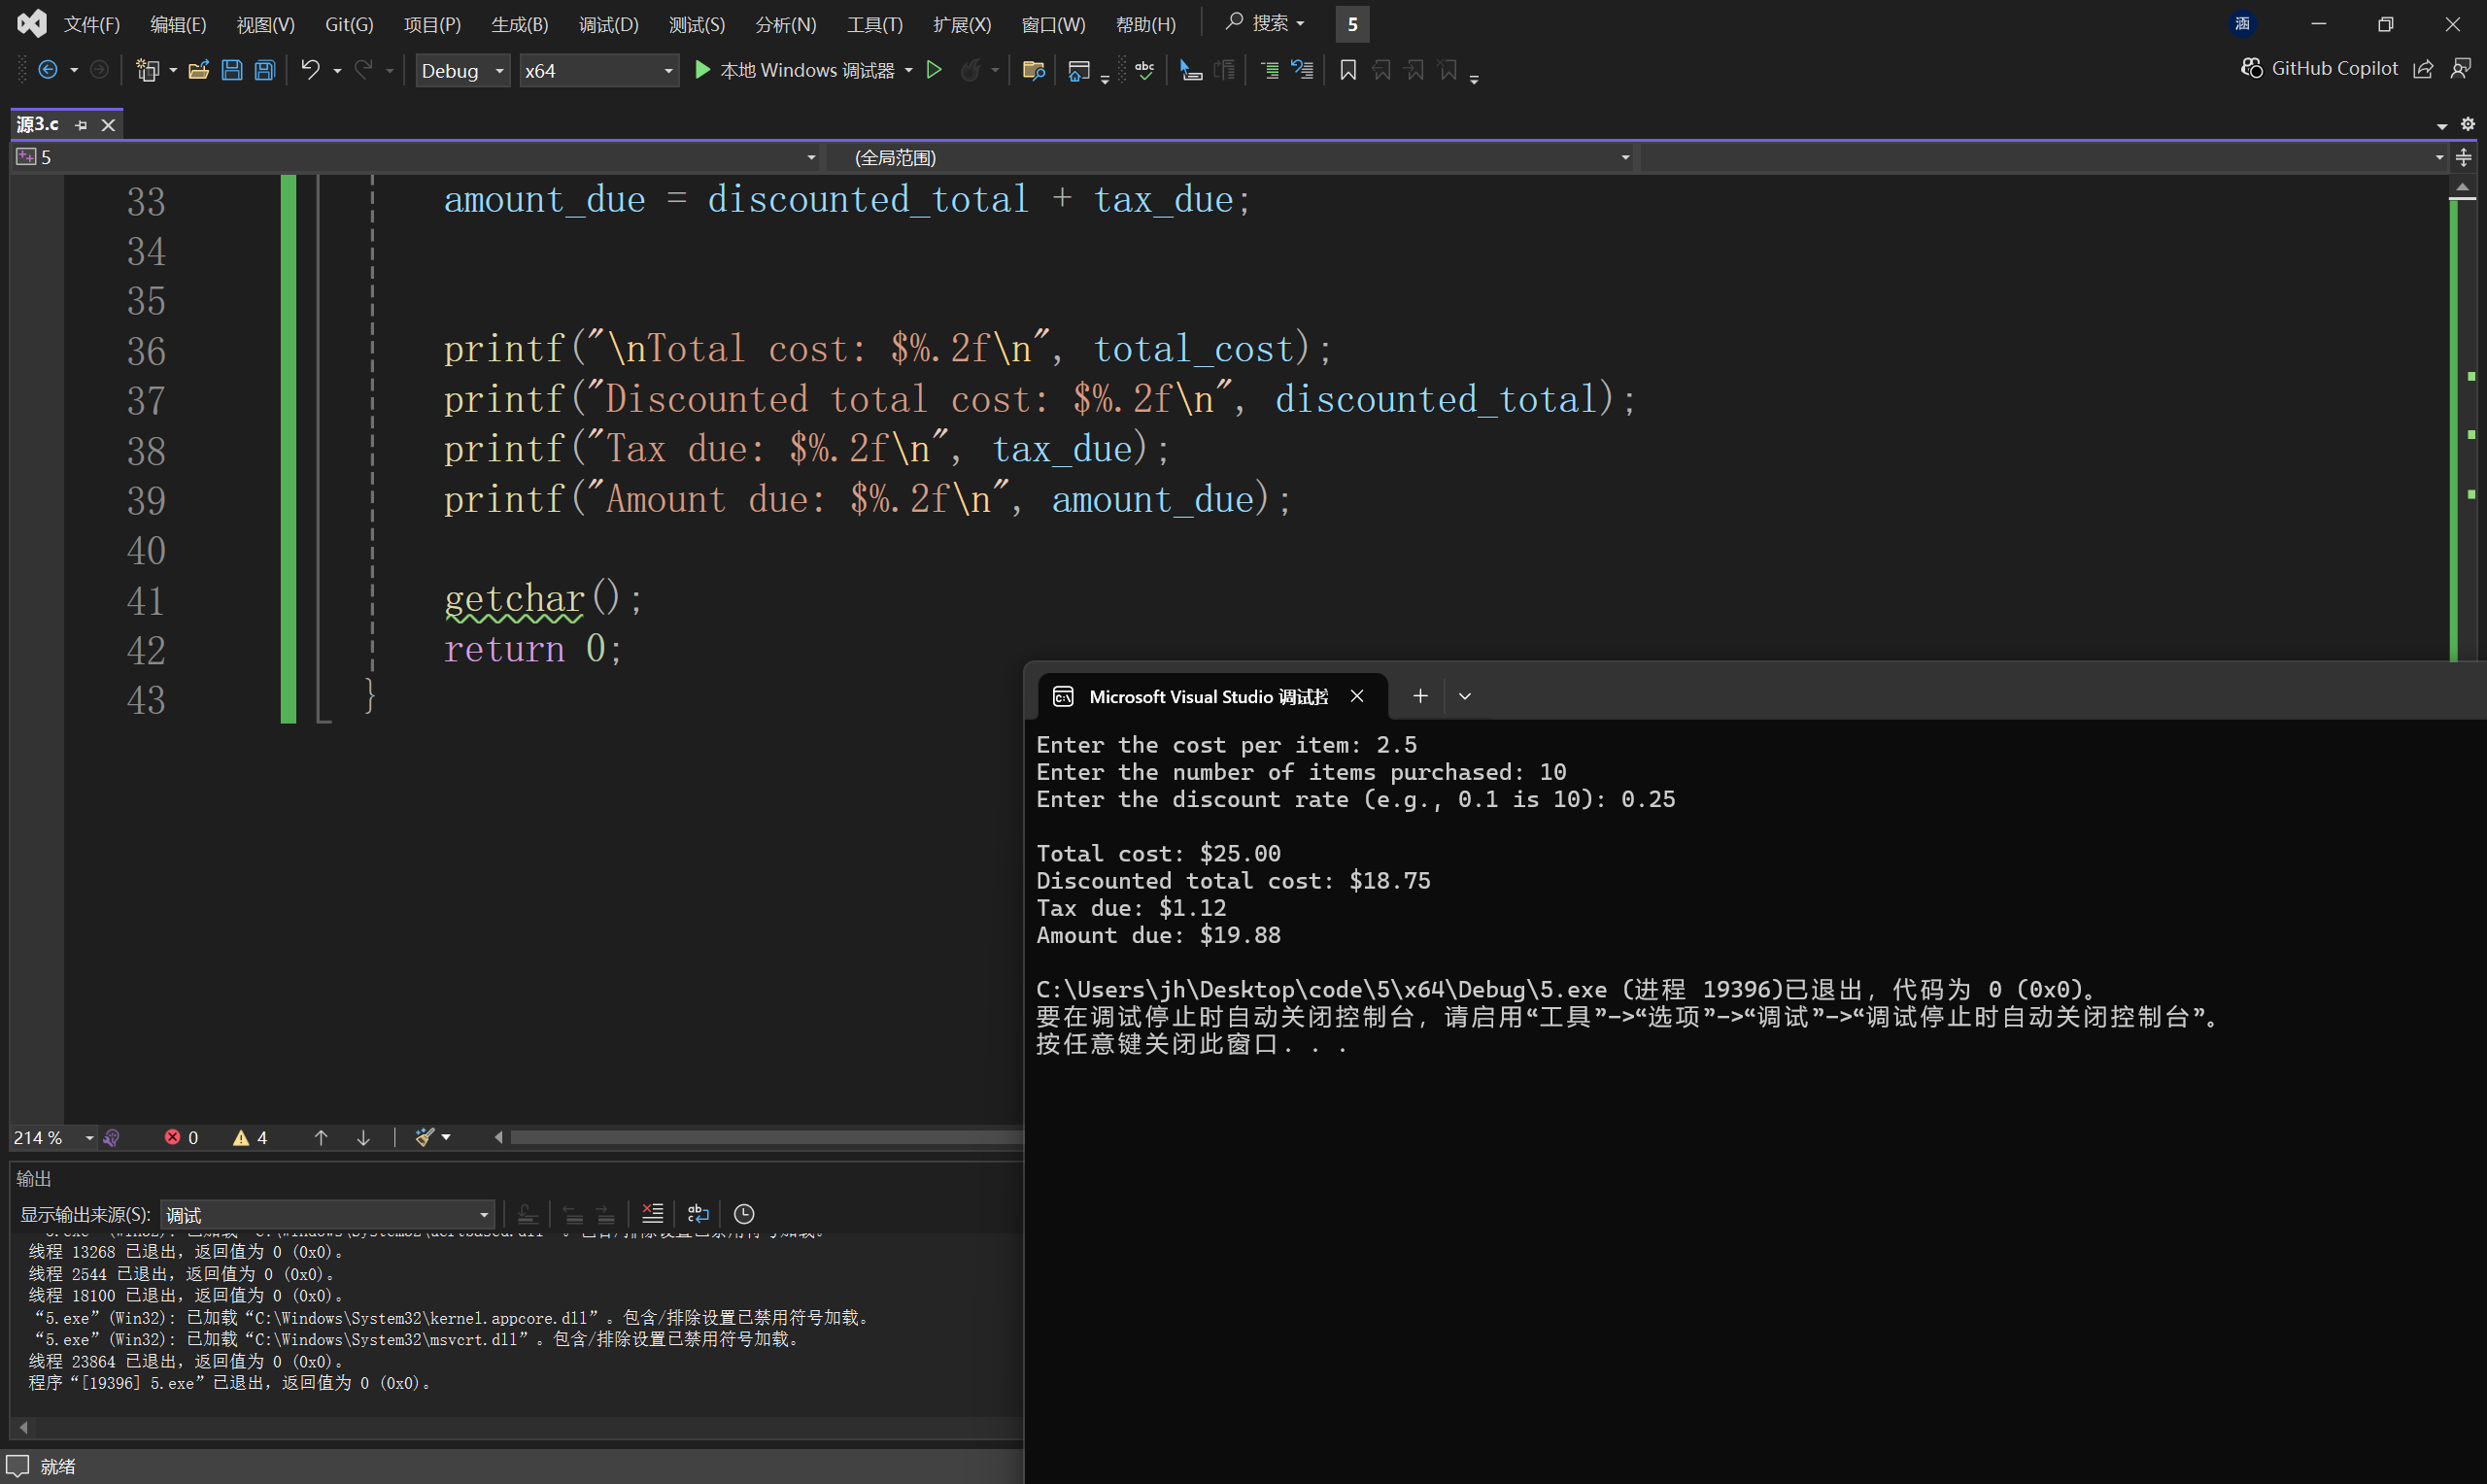 文件(F) 编辑(E) 视图(V) Git(G) 项目(P) 生成(B) 调试(D) 测试(S) 分析(N) 工具(T) 扩展(X) 窗口(W) 帮助(H) 搜索 5 涵
Debug x64 本地 Windows 调试器 GitHub Copilot
源3.c
5 (全局范围)
33 amount_due = discounted_total + tax_due;
34
35
36 printf("\nTotal cost: $%.2f\n", total_cost);
37 printf("Discounted total cost: $%.2f\n", discounted_total);
38 printf("Tax due: $%.2f\n", tax_due);
39 printf("Amount due: $%.2f\n", amount_due);
40
41 getchar();
42 return 0;
43 }
Microsoft Visual Studio 调试控
Enter the cost per item: 2.5
Enter the number of items purchased: 10
Enter the discount rate (e.g., 0.1 is 10): 0.25
Total cost: $25.00
Discounted total cost: $18.75
Tax due: $1.12
Amount due: $19.88
C:\Users\jh\Desktop\code\5\x64\Debug\5.exe (进程 19396)已退出，代码为 0 (0x0)。
要在调试停止时自动关闭控制台，请启用“工具”->“选项”->“调试”->“调试停止时自动关闭控制台”。
按任意键关闭此窗口. . .
214 % 0 4
输出
显示输出来源(S): 调试
线程 13268 已退出，返回值为 0 (0x0)。
线程 2544 已退出，返回值为 0 (0x0)。
线程 18100 已退出，返回值为 0 (0x0)。
“5.exe”(Win32): 已加载“C:\Windows\System32\kernel.appcore.dll”。包含/排除设置已禁用符号加载。
“5.exe”(Win32): 已加载“C:\Windows\System32\msvcrt.dll”。包含/排除设置已禁用符号加载。
线程 23864 已退出，返回值为 0 (0x0)。
程序“[19396] 5.exe”已退出，返回值为 0 (0x0)。
就绪